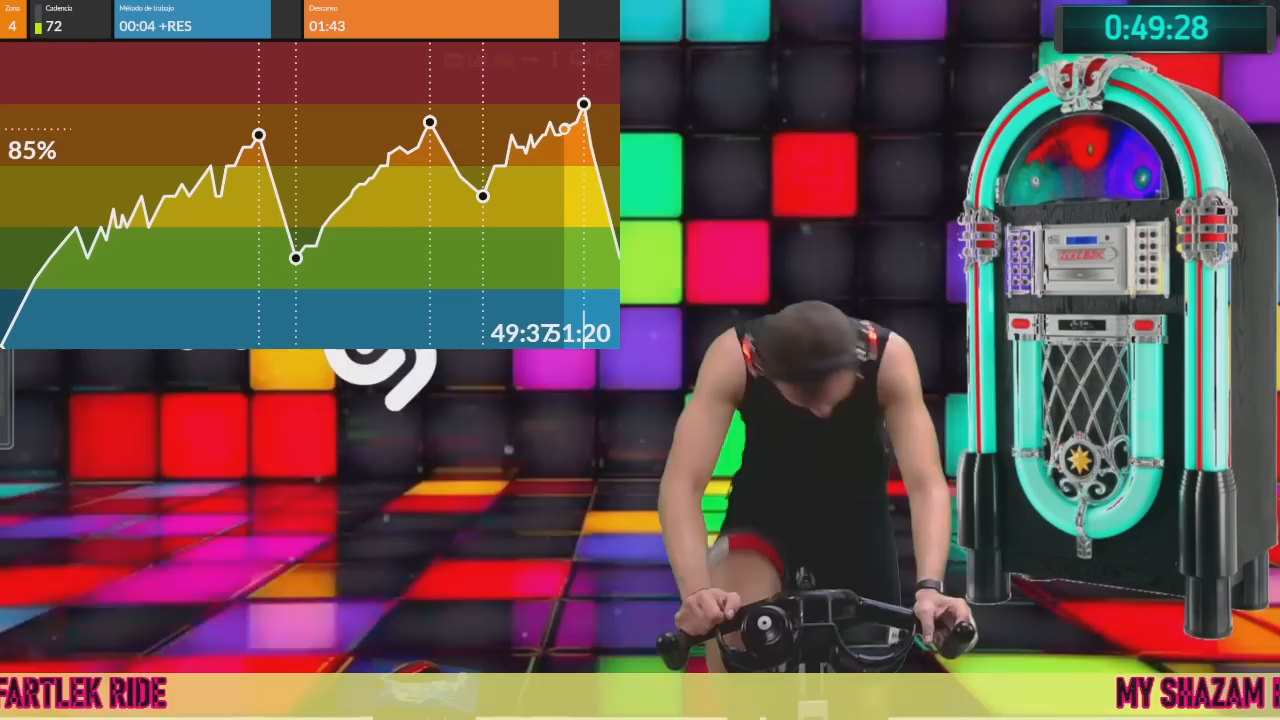 Zona
4
Cadencia
72
Método de trabajo
00:04 +RES
Descanso
01:43
0:49:28
85%
49:37
51:20
FARTLEK RIDE
MY SHAZAM